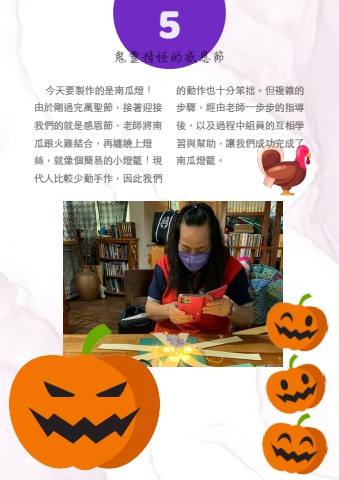 5
鬼靈精怪的感恩節
今天要製作的是南瓜燈！
由於剛過完萬聖節，接著迎接
我們的就是感恩節，老師將南
瓜跟火雞結合，再纏繞上燈
絲，就像個簡易的小燈籠！現
代人比較少動手作，因此我們
的動作也十分笨拙。但複雜的
步驟，經由老師一步步的指導
後，以及過程中組員的互相學
習與幫助，讓我們成功完成了
南瓜燈籠。